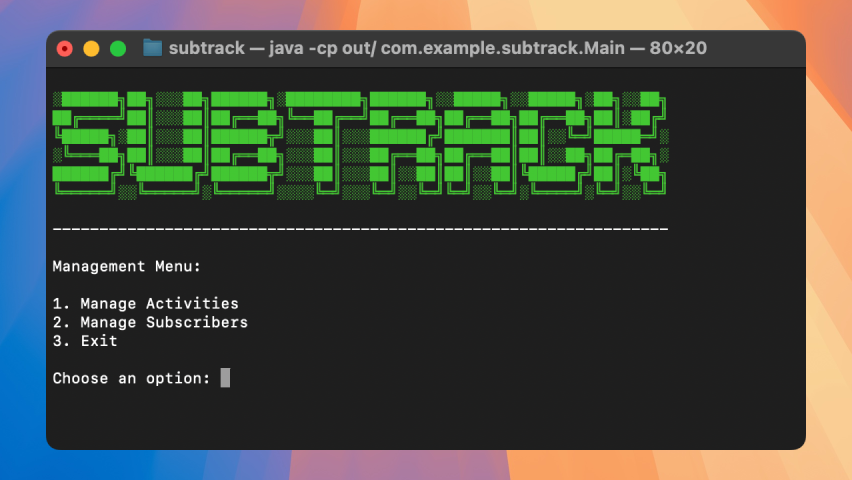 subtrack — java -cp out/ com.example.subtrack.Main — 80×20
SUBTRACK
Management Menu:
1. Manage Activities
2. Manage Subscribers
3. Exit
Choose an option: